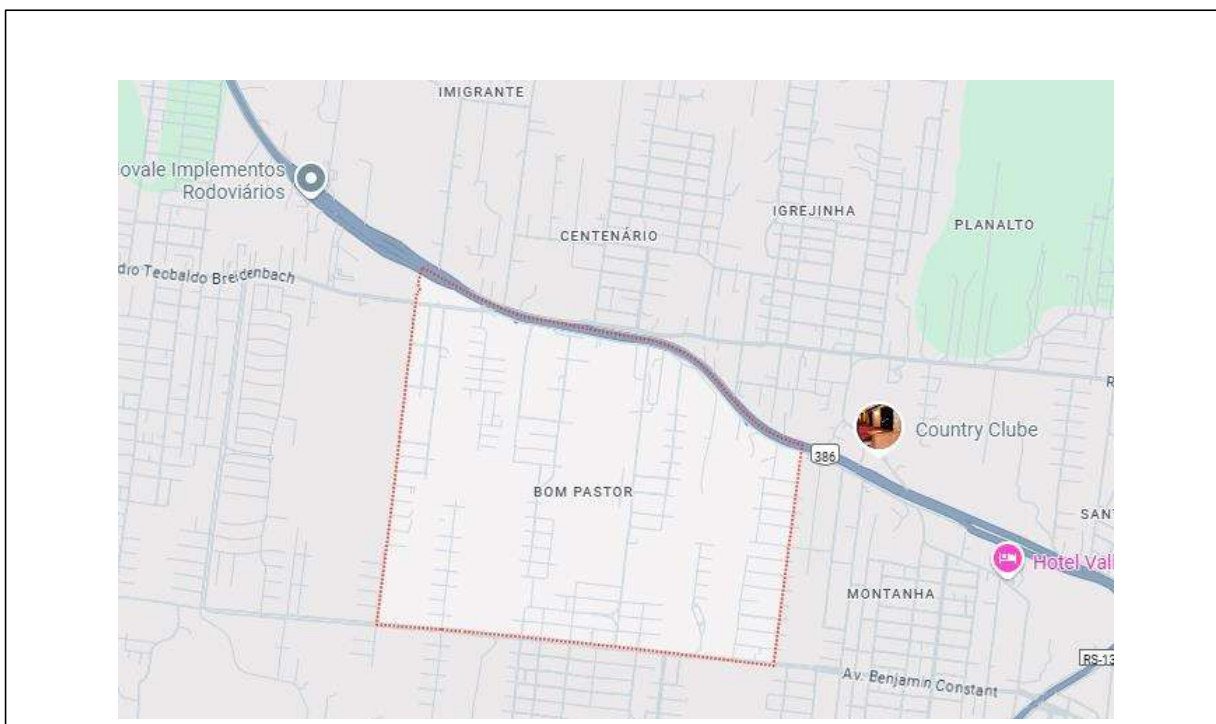 IMIGRANTE
ovale Implementos
Rodoviários
IGREJINHA
PLANALTO
CENTENÁRIO
dro Teobaldo Breidenbach
R
Country Clube
386
BOM PASTOR
SAN
Hotel Vall
MONTANHA
RS-13
Av. Benjamin Constant